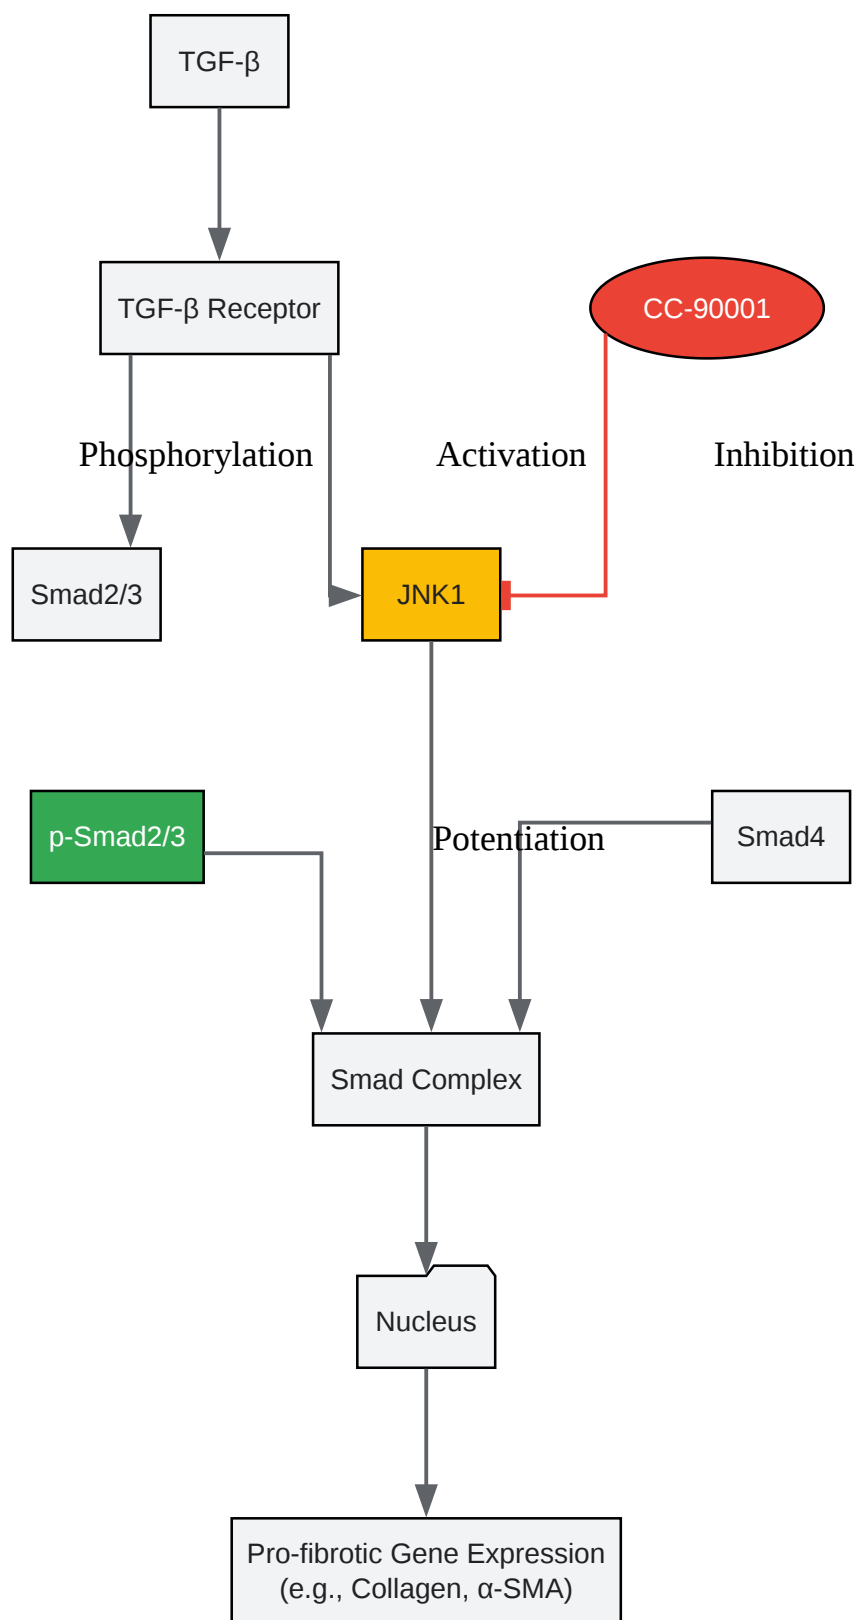 TGF-β
TGF-β Receptor
CC-90001
Phosphorylation
Activation
Inhibition
Smad2/3
JNK1
p-Smad2/3
Potentiation
Smad4
Smad Complex
Nucleus
Pro-fibrotic Gene Expression
(e.g., Collagen, α-SMA)